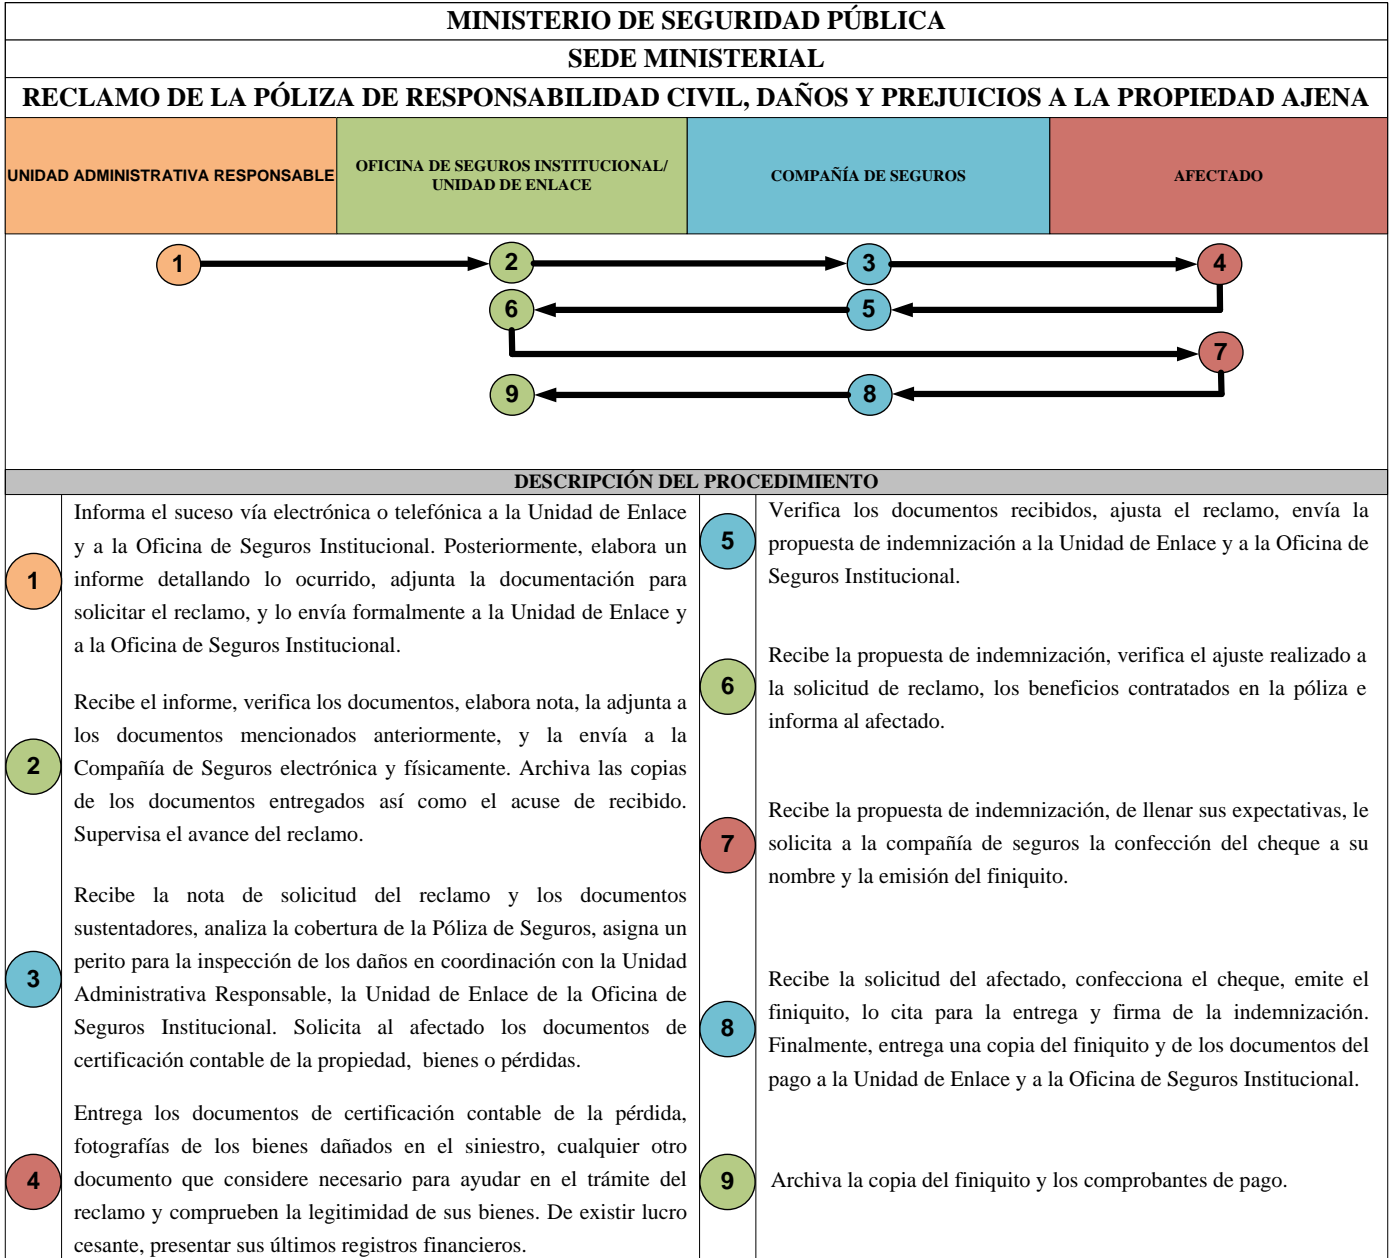 MINISTERIO DE SEGURIDAD PÚBLICA
SEDE MINISTERIAL
RECLAMO DE LA PÓLIZA DE RESPONSABILIDAD CIVIL, DAÑOS Y PREJUICIOS A LA PROPIEDAD AJENA
UNIDAD ADMINISTRATIVA RESPONSABLE
OFICINA DE SEGUROS INSTITUCIONAL/
UNIDAD DE ENLACE
COMPAÑÍA DE SEGUROS
AFECTADO
1
2
3
4
6
5
7
9
8
DESCRIPCIÓN DEL PROCEDIMIENTO
1
Informa el suceso vía electrónica o telefónica a la Unidad de Enlace
y a la Oficina de Seguros Institucional. Posteriormente, elabora un
informe detallando lo ocurrido, adjunta la documentación para
solicitar el reclamo, y lo envía formalmente a la Unidad de Enlace y
a la Oficina de Seguros Institucional.
2
Recibe el informe, verifica los documentos, elabora nota, la adjunta a
los documentos mencionados anteriormente, y la envía a la
Compañía de Seguros electrónica y físicamente. Archiva las copias
de los documentos entregados así como el acuse de recibido.
Supervisa el avance del reclamo.
3
Recibe la nota de solicitud del reclamo y los documentos
sustentadores, analiza la cobertura de la Póliza de Seguros, asigna un
perito para la inspección de los daños en coordinación con la Unidad
Administrativa Responsable, la Unidad de Enlace de la Oficina de
Seguros Institucional. Solicita al afectado los documentos de
certificación contable de la propiedad, bienes o pérdidas.
4
Entrega los documentos de certificación contable de la pérdida,
fotografías de los bienes dañados en el siniestro, cualquier otro
documento que considere necesario para ayudar en el trámite del
reclamo y comprueben la legitimidad de sus bienes. De existir lucro
cesante, presentar sus últimos registros financieros.
5
Verifica los documentos recibidos, ajusta el reclamo, envía la
propuesta de indemnización a la Unidad de Enlace y a la Oficina de
Seguros Institucional.
6
Recibe la propuesta de indemnización, verifica el ajuste realizado a
la solicitud de reclamo, los beneficios contratados en la póliza e
informa al afectado.
7
Recibe la propuesta de indemnización, de llenar sus expectativas, le
solicita a la compañía de seguros la confección del cheque a su
nombre y la emisión del finiquito.
8
Recibe la solicitud del afectado, confecciona el cheque, emite el
finiquito, lo cita para la entrega y firma de la indemnización.
Finalmente, entrega una copia del finiquito y de los documentos del
pago a la Unidad de Enlace y a la Oficina de Seguros Institucional.
9
Archiva la copia del finiquito y los comprobantes de pago.